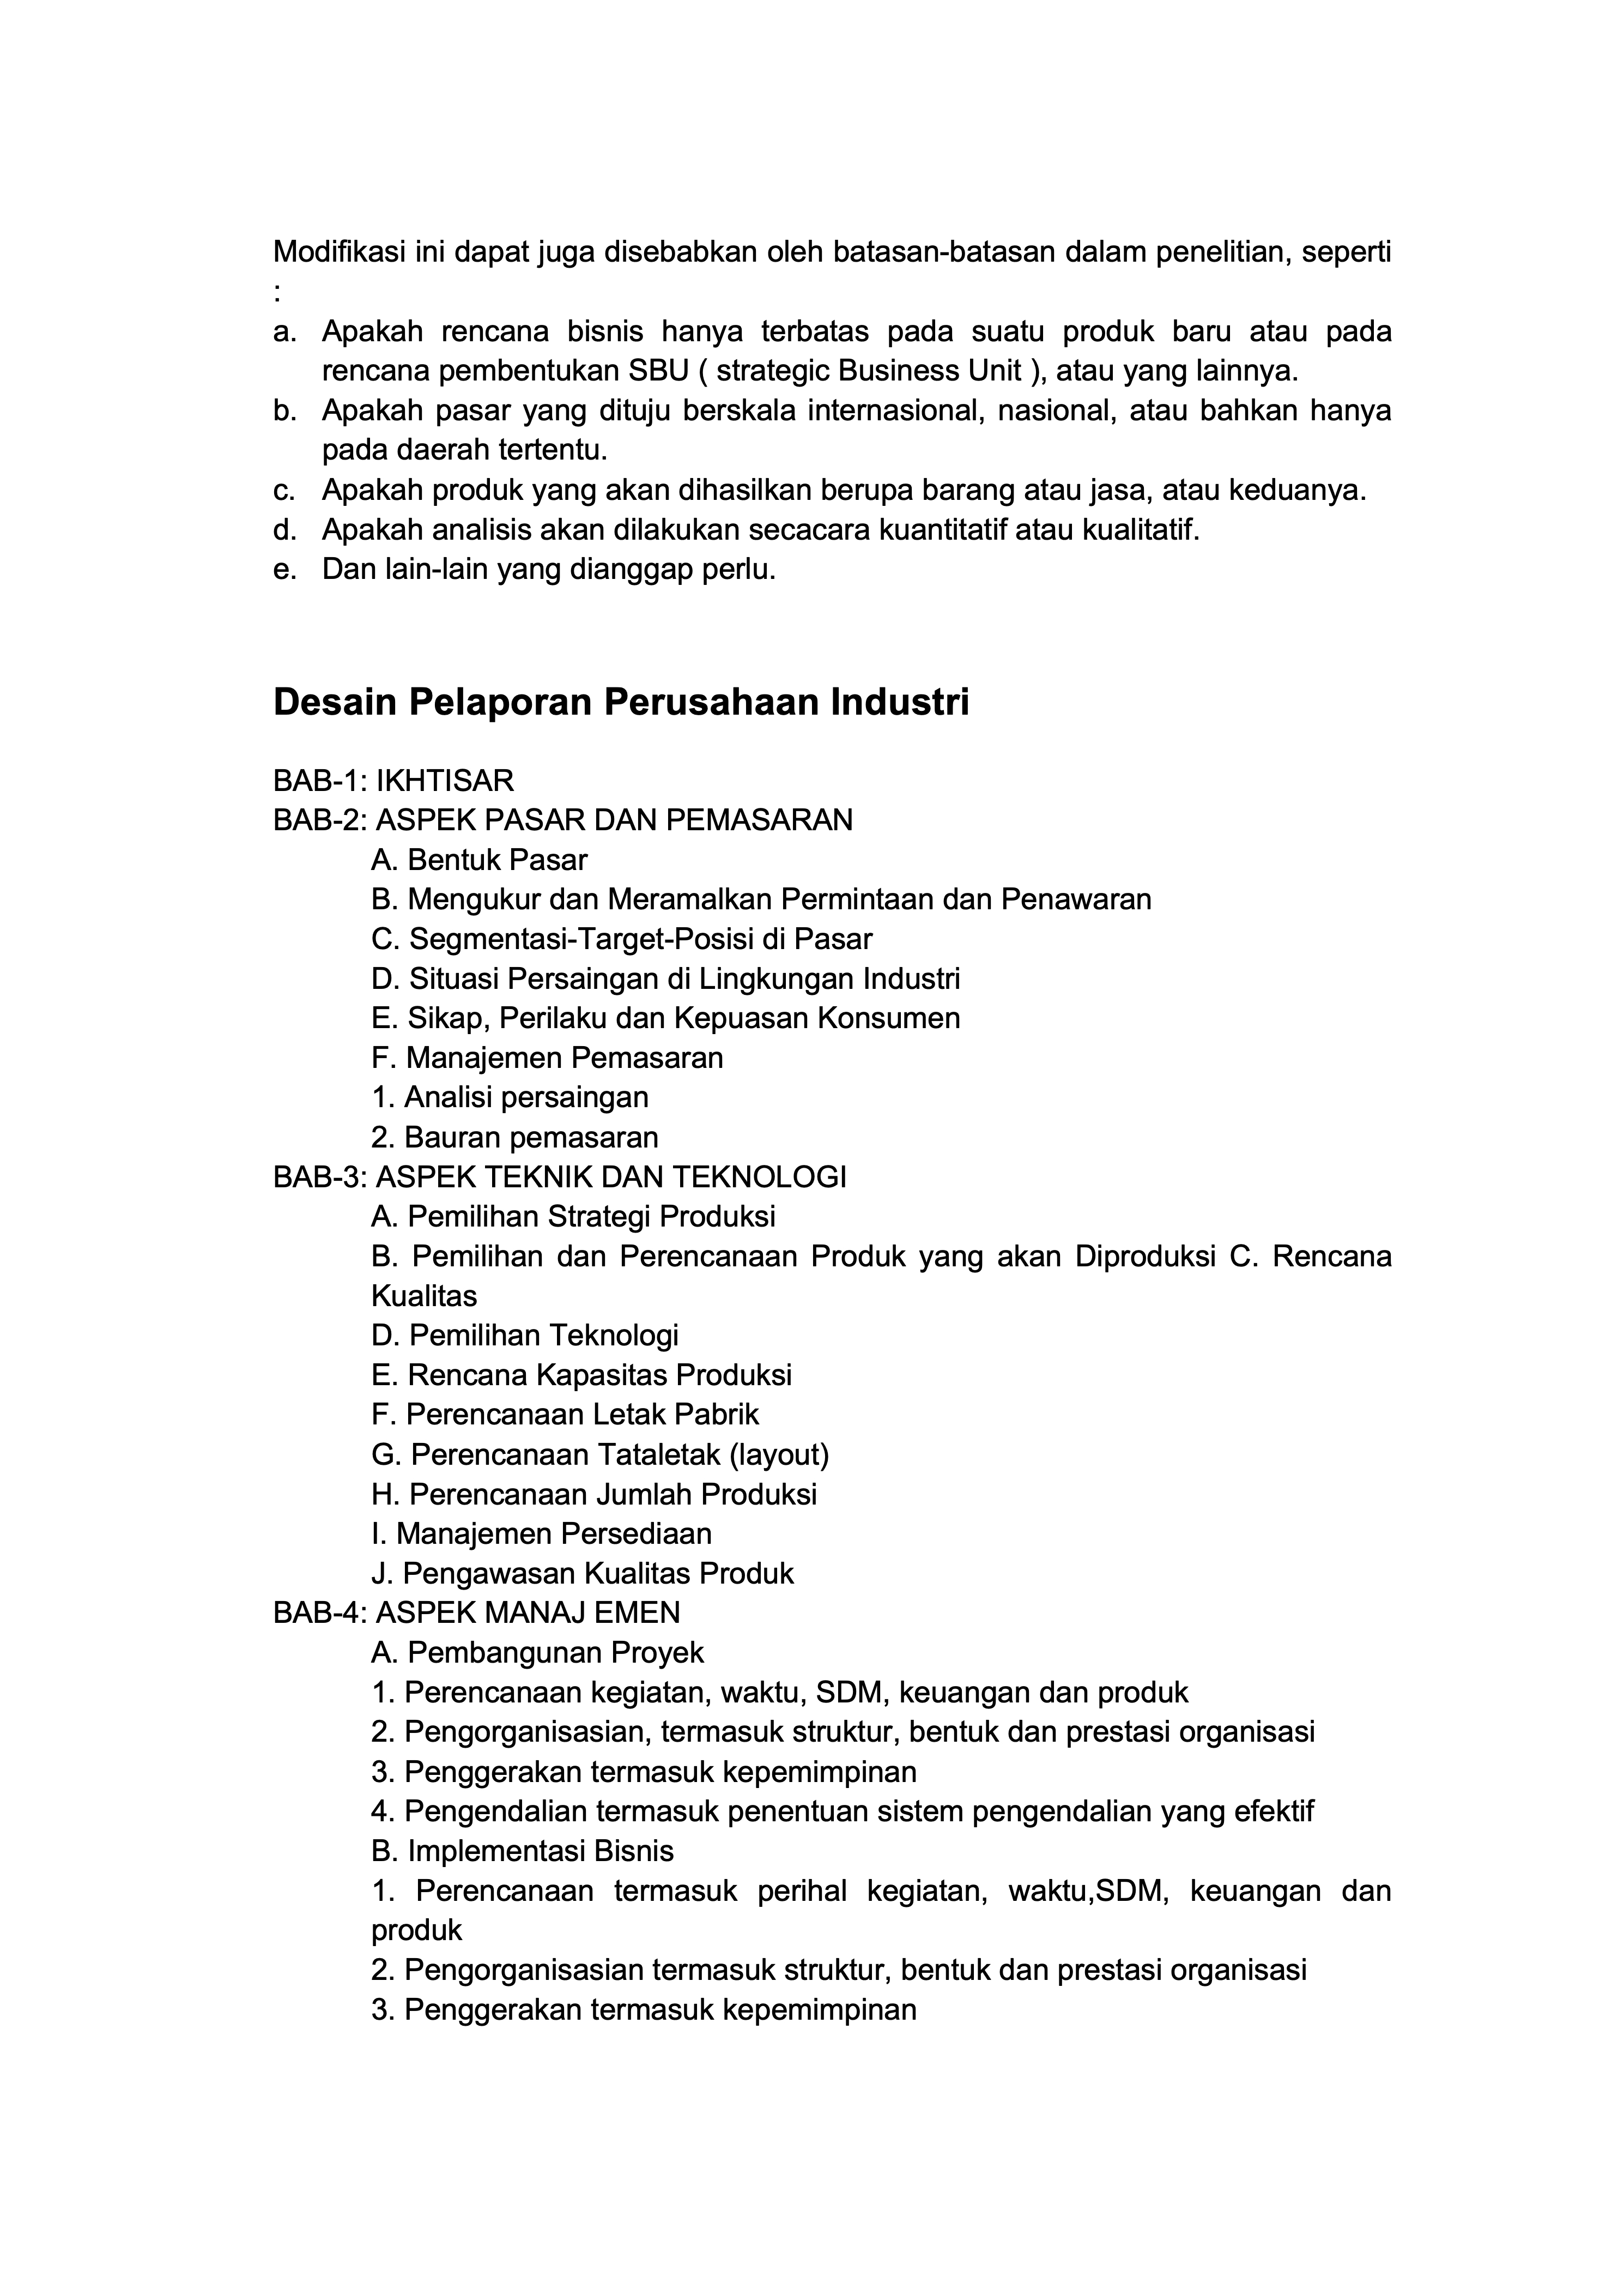 Modifikasi ini dapat juga disebabkan oleh batasan-batasan dalam penelitian, seperti
:
a. Apakah rencana bisnis hanya terbatas pada suatu produk baru atau pada
rencana pembentukan SBU ( strategic Business Unit ), atau yang lainnya.
b. Apakah pasar yang dituju berskala internasional, nasional, atau bahkan hanya
pada daerah tertentu.
c. Apakah produk yang akan dihasilkan berupa barang atau jasa, atau keduanya.
d. Apakah analisis akan dilakukan secacara kuantitatif atau kualitatif.
e. Dan lain-lain yang dianggap perlu.
Desain Pelaporan Perusahaan Industri
BAB-1: IKHTISAR
BAB-2: ASPEK PASAR DAN PEMASARAN
A. Bentuk Pasar
B. Mengukur dan Meramalkan Permintaan dan Penawaran
C. Segmentasi-Target-Posisi di Pasar
D. Situasi Persaingan di Lingkungan Industri
E. Sikap, Perilaku dan Kepuasan Konsumen
F. Manajemen Pemasaran
1. Analisi persaingan
2. Bauran pemasaran
BAB-3: ASPEK TEKNIK DAN TEKNOLOGI
A. Pemilihan Strategi Produksi
B. Pemilihan dan Perencanaan Produk yang akan Diproduksi C. Rencana
Kualitas
D. Pemilihan Teknologi
E. Rencana Kapasitas Produksi
F. Perencanaan Letak Pabrik
G. Perencanaan Tataletak (layout)
H. Perencanaan Jumlah Produksi
I. Manajemen Persediaan
J. Pengawasan Kualitas Produk
BAB-4: ASPEK MANAJ EMEN
A. Pembangunan Proyek
1. Perencanaan kegiatan, waktu, SDM, keuangan dan produk
2. Pengorganisasian, termasuk struktur, bentuk dan prestasi organisasi
3. Penggerakan termasuk kepemimpinan
4. Pengendalian termasuk penentuan sistem pengendalian yang efektif
B. Implementasi Bisnis
1. Perencanaan termasuk perihal kegiatan, waktu,SDM, keuangan dan
produk
2. Pengorganisasian termasuk struktur, bentuk dan prestasi organisasi
3. Penggerakan termasuk kepemimpinan